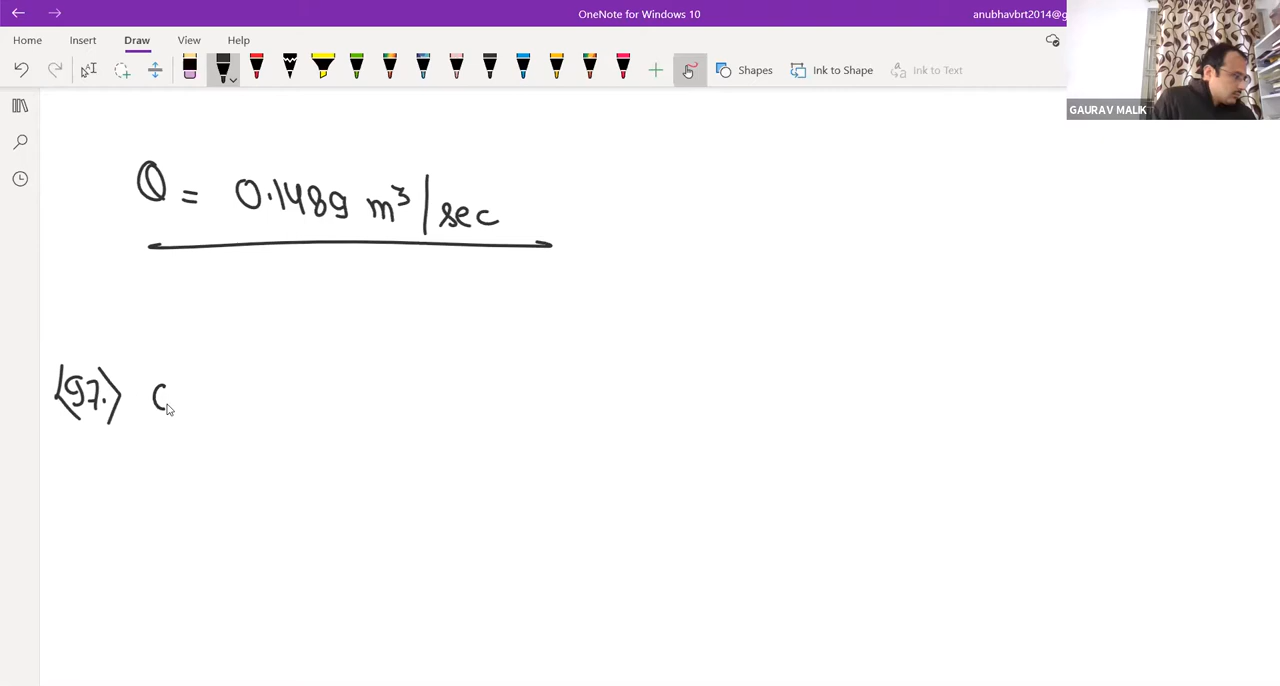 OneNote for Windows 10
anubhavbrt2014@g
Home Insert Draw View Help
Shapes Ink to Shape Ink to Text
GAURAV MALIK
Q = 0.1489 m³/sec
<97.> C